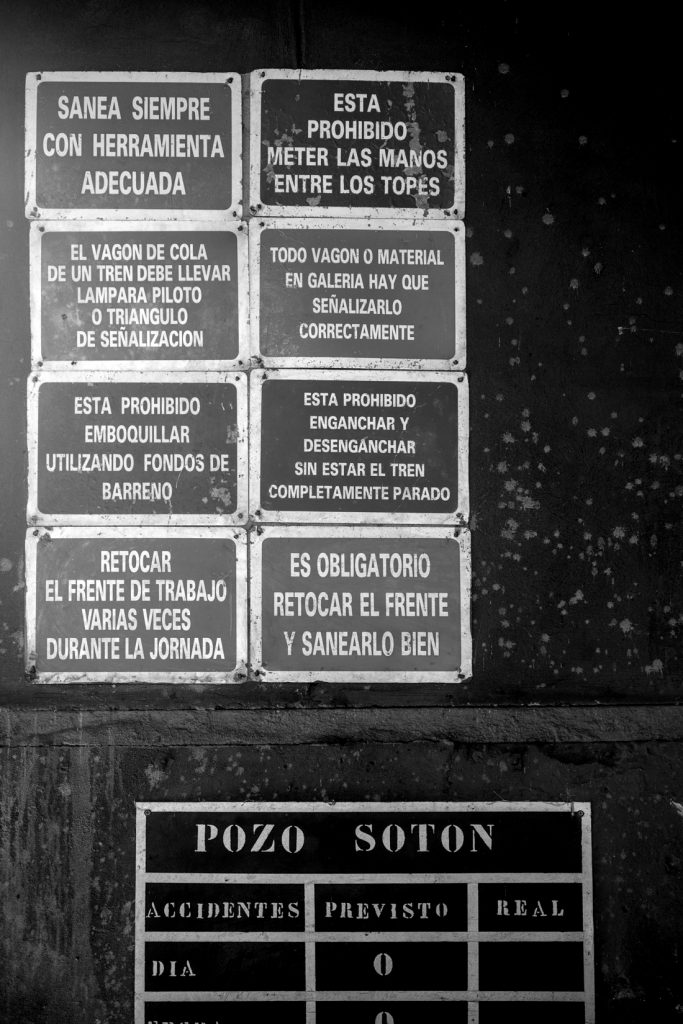 SANEA SIEMPRE
CON HERRAMIENTA
ADECUADA
ESTA
PROHIBIDO
METER LAS MANOS
ENTRE LOS TOPES
EL VAGON DE COLA
DE UN TREN DEBE LLEVAR
LAMPARA PILOTO
O TRIANGULO
DE SEÑALIZACION
TODO VAGON O MATERIAL
EN GALERIA HAY QUE
SEÑALIZARLO
CORRECTAMENTE
ESTA PROHIBIDO
EMBOQUILLAR
UTILIZANDO FONDOS DE
BARRENO
ESTA PROHIBIDO
ENGANCHAR Y
DESENGANCHAR
SIN ESTAR EL TREN
COMPLETAMENTE PARADO
RETOCAR
EL FRENTE DE TRABAJO
VARIAS VECES
DURANTE LA JORNADA
ES OBLIGATORIO
RETOCAR EL FRENTE
Y SANEARLO BIEN
POZO SOTON
ACCIDENTES PREVISTO REAL
DIA 0
0